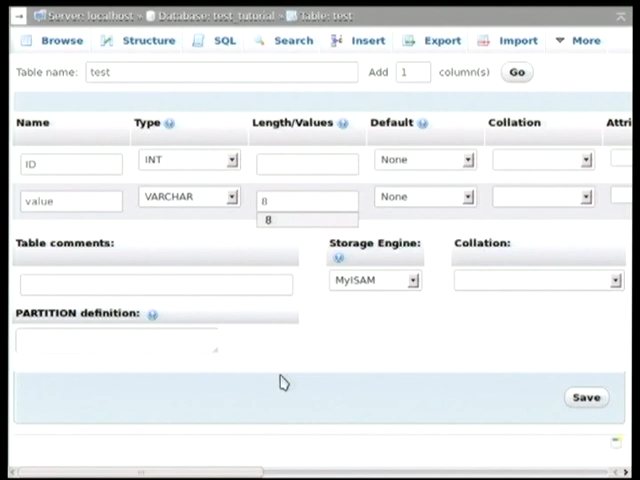 Server: localhost » Database: test_tutorial » Table: test
Browse Structure SQL Search Insert Export Import More
Table name: test Add 1 column(s) Go
Name Type Length/Values Default Collation Attri
ID INT None
value VARCHAR 8 None
8
Table comments: Storage Engine: Collation:
MyISAM
PARTITION definition:
Save